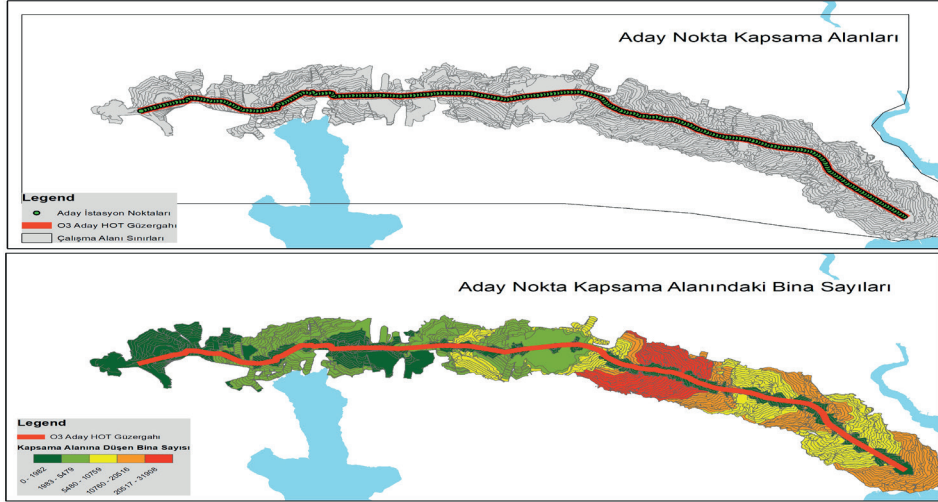 Aday Nokta Kapsama Alanları
Legend
Aday İstasyon Noktaları
O3 Aday HOT Güzergahı
Çalışma Alanı Sınırları
Aday Nokta Kapsama Alanındaki Bina Sayıları
Legend
O3 Aday HOT Güzergahı
Kapsama Alanına Düşen Bina Sayısı
0 - 1982
1983 - 5479
5480 - 10759
10760 - 20516
20517 - 31908